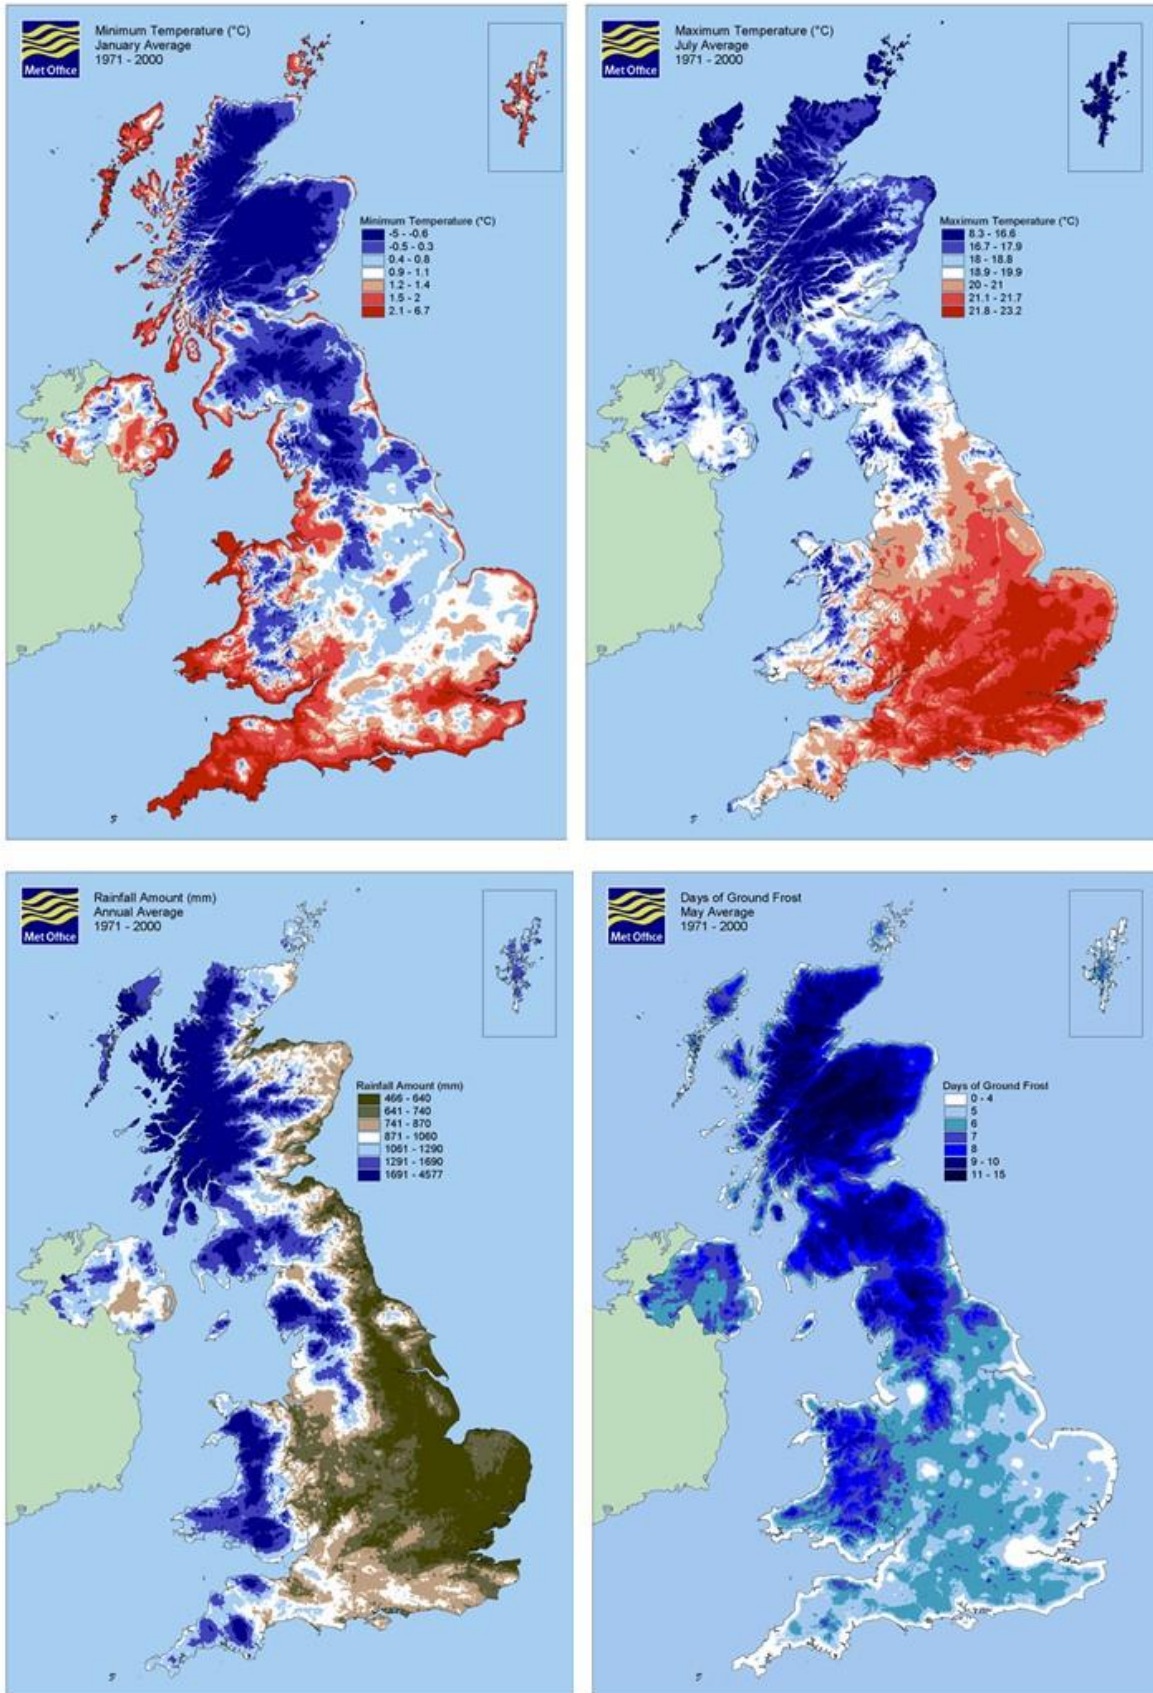 Met Office
Minimum Temperature (°C)
January Average
1971 - 2000
Minimum Temperature (°C)
-5 - -0.6
-0.5 - 0.3
0.4 - 0.8
0.9 - 1.1
1.2 - 1.4
1.5 - 2
2.1 - 6.7
Met Office
Maximum Temperature (°C)
July Average
1971 - 2000
Maximum Temperature (°C)
8.3 - 16.6
16.7 - 17.9
18 - 18.8
18.9 - 19.9
20 - 21
21.1 - 21.7
21.8 - 23.2
Met Office
Rainfall Amount (mm)
Annual Average
1971 - 2000
Rainfall Amount (mm)
466 - 640
641 - 740
741 - 870
871 - 1060
1061 - 1290
1291 - 1690
1691 - 4577
Met Office
Days of Ground Frost
May Average
1971 - 2000
Days of Ground Frost
0 - 4
5
6
7
8
9 - 10
11 - 15